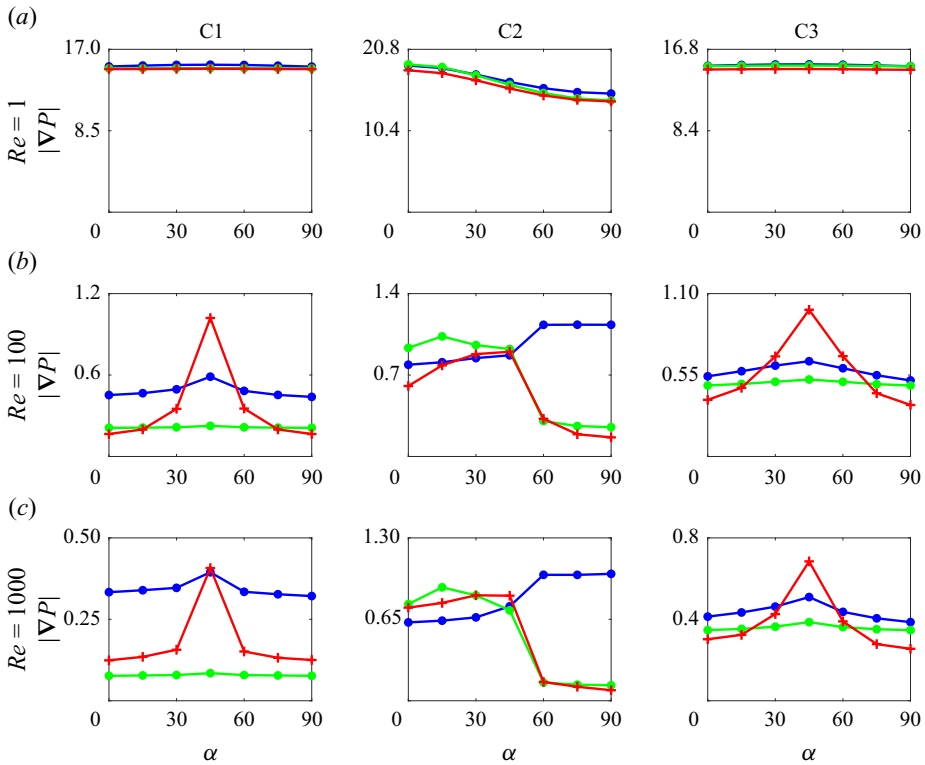 (a)
C1 C2 C3
Re = 1
|∇P|
17.0 20.8 16.8
8.5 10.4 8.4
0 30 60 90 0 30 60 90 0 30 60 90
(b)
Re = 100
|∇P|
1.2 1.4 1.10
0.6 0.7 0.55
0 30 60 90 0 30 60 90 0 30 60 90
(c)
Re = 1000
|∇P|
0.50 1.30 0.8
0.25 0.65 0.4
0 30 60 90 0 30 60 90 0 30 60 90
α α α